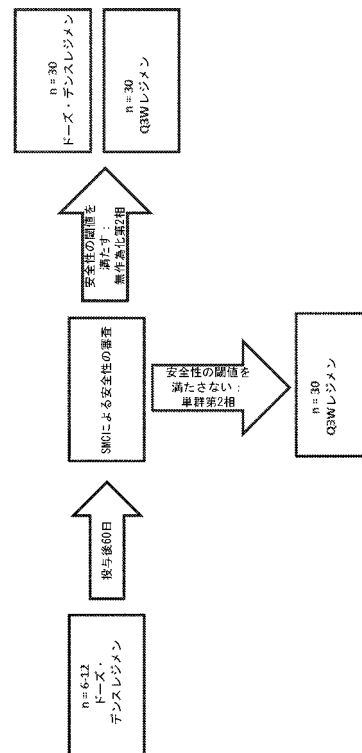 n = 6-12
ドーズ・
デンスレジメン
投与後60日
SMCによる安全性の審査
安全性の閾値を
満たす:
無作為化第2相
n = 30
ドーズ・デンスレジメン
n = 30
Q3Wレジメン
安全性の閾値を
満たさない:
単群第2相
n = 30
Q3Wレジメン